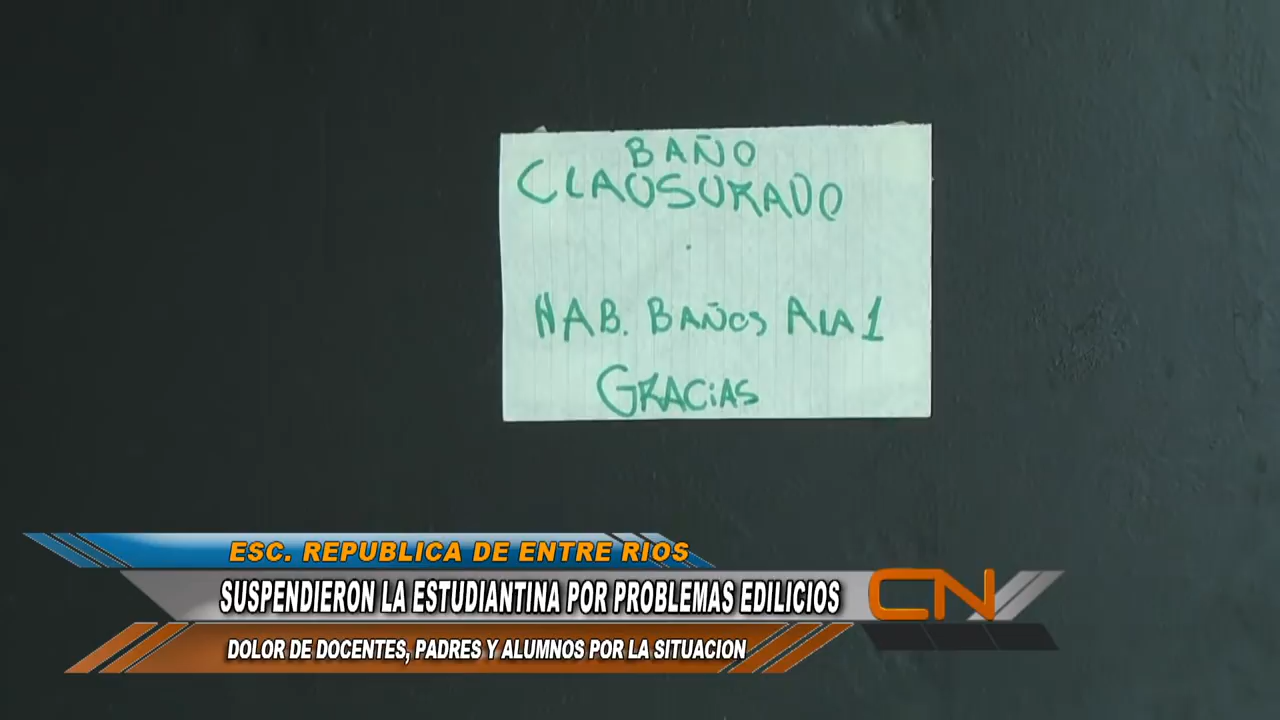 BAÑO
CLAUSURADO
HAB. BAÑOS ALA 1
GRACIAS
ESC. REPUBLICA DE ENTRE RIOS
SUSPENDIERON LA ESTUDIANTINA POR PROBLEMAS EDILICIOS
CN
DOLOR DE DOCENTES, PADRES Y ALUMNOS POR LA SITUACION